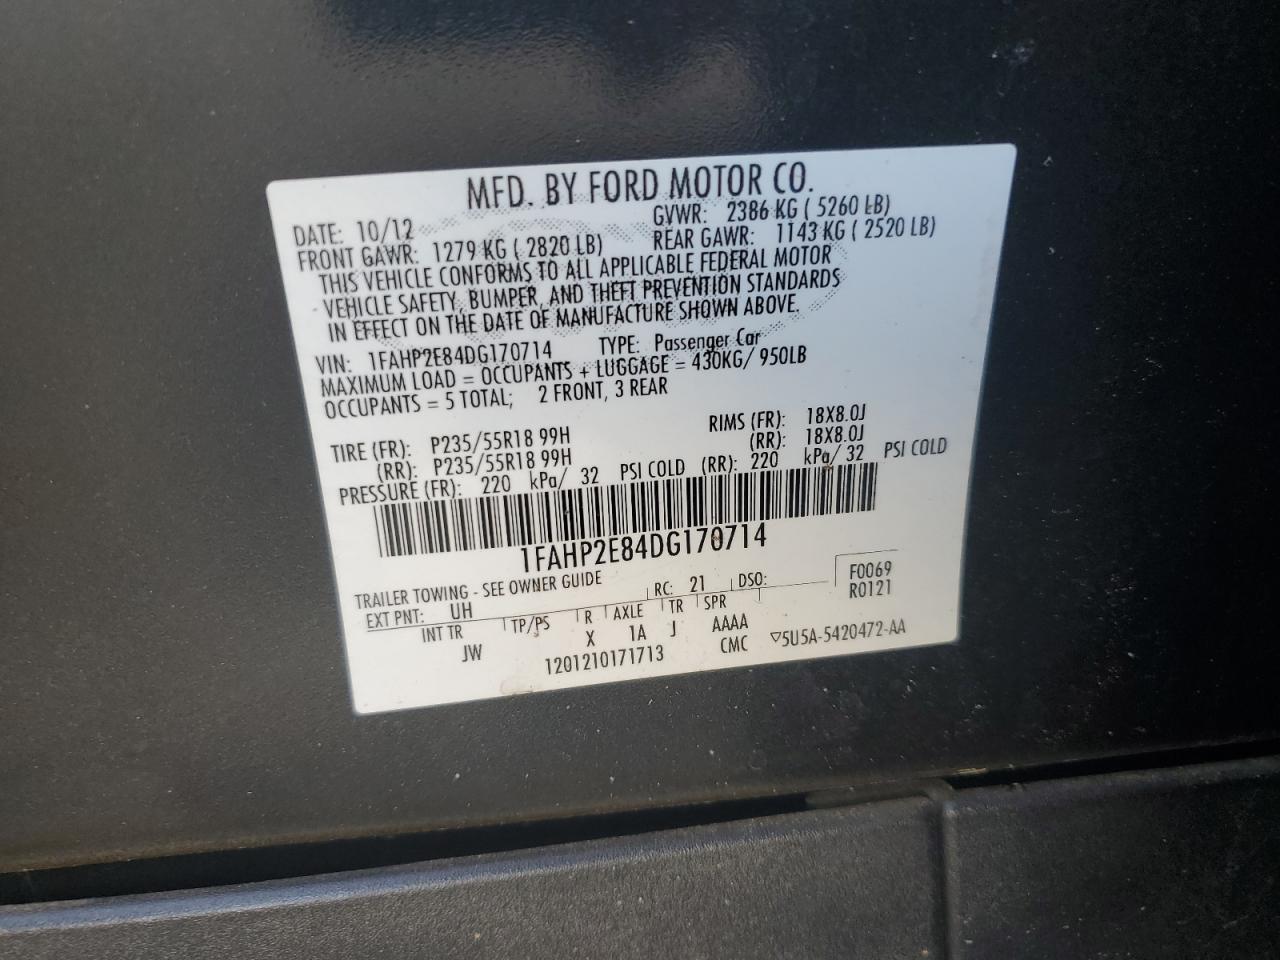 MFD. BY FORD MOTOR CO.
DATE: 10/12 GVWR: 2386 KG ( 5260 LB)
FRONT GAWR: 1279 KG ( 2820 LB) REAR GAWR: 1143 KG ( 2520 LB)
THIS VEHICLE CONFORMS TO ALL APPLICABLE FEDERAL MOTOR
VEHICLE SAFETY, BUMPER, AND THEFT PREVENTION STANDARDS
IN EFFECT ON THE DATE OF MANUFACTURE SHOWN ABOVE.
VIN: 1FAHP2E84DG170714 TYPE: Passenger Car
MAXIMUM LOAD = OCCUPANTS + LUGGAGE = 430KG/ 950LB
OCCUPANTS = 5 TOTAL; 2 FRONT, 3 REAR
TIRE (FR): P235/55R18 99H RIMS (FR): 18X8.0J
(RR): P235/55R18 99H (RR): 18X8.0J
PRESSURE (FR): 220 kPa/ 32 PSI COLD (RR): 220 kPa/ 32 PSI COLD
1FAHP2E84DG170714
TRAILER TOWING - SEE OWNER GUIDE
EXT PNT: UH RC: 21 DSO: F0069
R0121
INT TR TP/PS R AXLE TR SPR
JW X 1A J AAAA
1201210171713 CMC ▽5U5A-5420472-AA